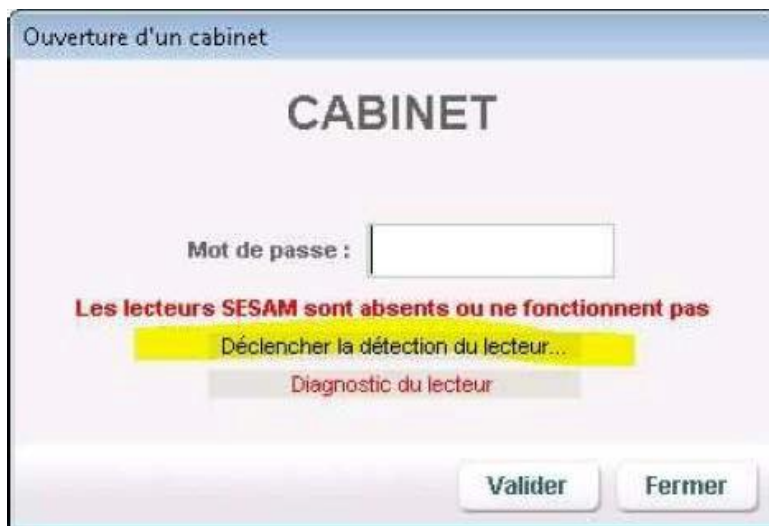 Ouverture d'un cabinet
CABINET
Mot de passe :
Les lecteurs SESAM sont absents ou ne fonctionnent pas
Déclencher la détection du lecteur...
Diagnostic du lecteur
Valider Fermer